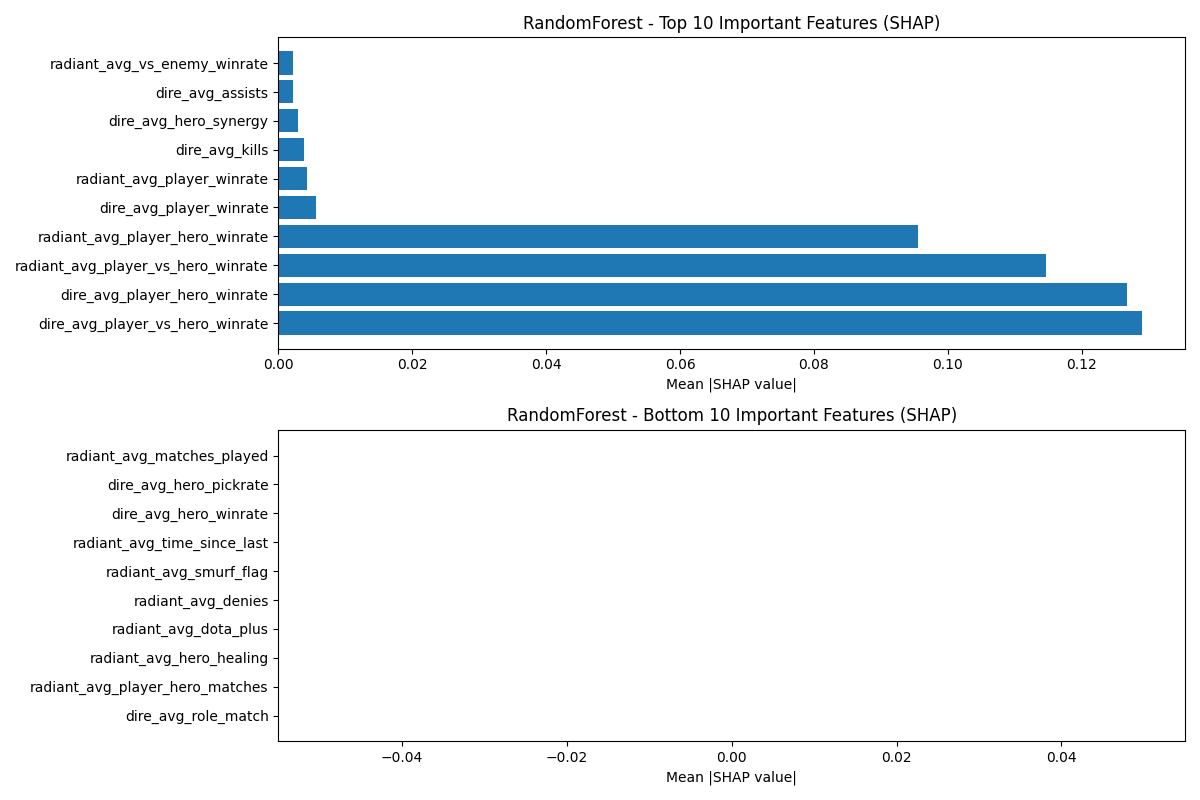 RandomForest - Top 10 Important Features (SHAP)
radiant_avg_vs_enemy_winrate
dire_avg_assists
dire_avg_hero_synergy
dire_avg_kills
radiant_avg_player_winrate
dire_avg_player_winrate
radiant_avg_player_hero_winrate
radiant_avg_player_vs_hero_winrate
dire_avg_player_hero_winrate
dire_avg_player_vs_hero_winrate
0.00 0.02 0.04 0.06 0.08 0.10 0.12
Mean |SHAP value|
RandomForest - Bottom 10 Important Features (SHAP)
radiant_avg_matches_played
dire_avg_hero_pickrate
dire_avg_hero_winrate
radiant_avg_time_since_last
radiant_avg_smurf_flag
radiant_avg_denies
radiant_avg_dota_plus
radiant_avg_hero_healing
radiant_avg_player_hero_matches
dire_avg_role_match
−0.04 −0.02 0.00 0.02 0.04
Mean |SHAP value|